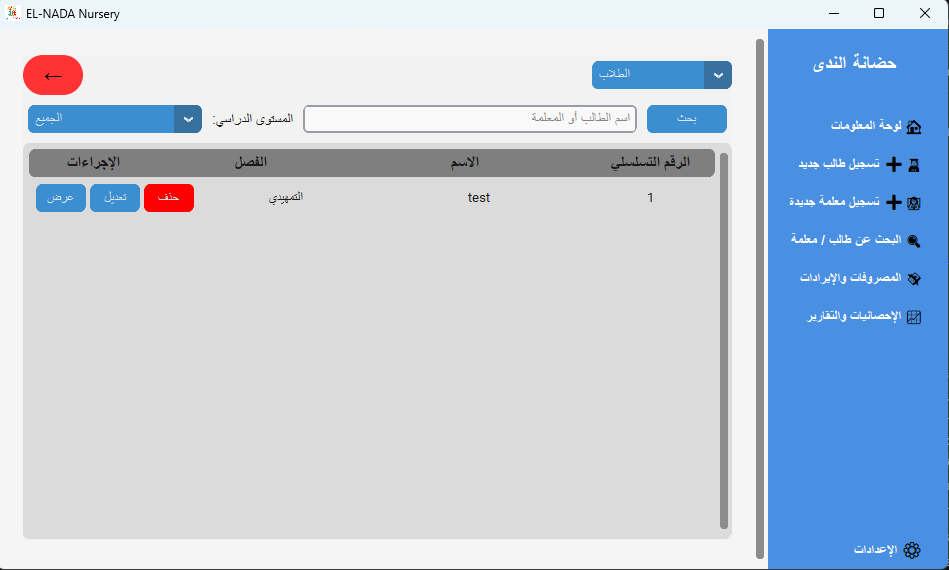 EL-NADA Nursery
حضانة الندى
لوحة المعلومات
تسجيل طالب جديد
تسجيل معلمة جديدة
البحث عن طالب / معلمة
المصروفات والإيرادات
الإحصائيات والتقارير
الإعدادات
الطلاب
←
بحث
اسم الطالب أو المعلمة
المستوى الدراسي:
الجميع
الرقم التسلسلي الاسم الفصل الإجراءات
1 test التمهيدي حذف تعديل عرض